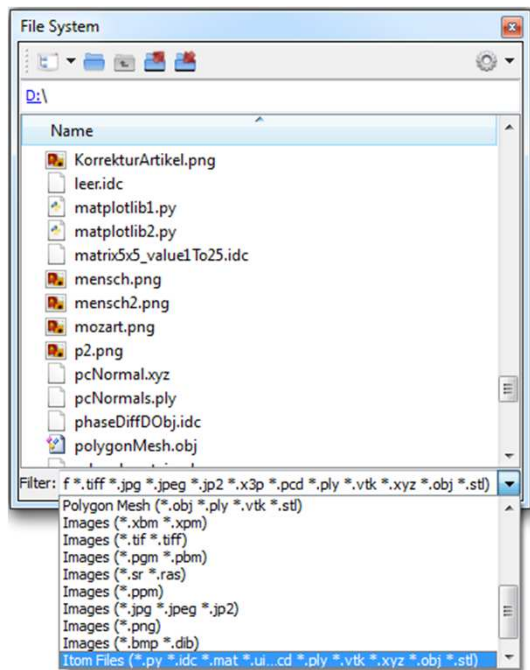 File System
D:\
Name
KorrekturArtikel.png
leer.idc
matplotlib1.py
matplotlib2.py
matrix5x5_value1To25.idc
mensch.png
mensch2.png
mozart.png
p2.png
pcNormal.xyz
pcNormals.ply
phaseDiffDObj.idc
polygonMesh.obj
Filter: f *.tiff *.jpg *.jpeg *.jp2 *.x3p *.pcd *.ply *.vtk *.xyz *.obj *.stl)
Polygon Mesh (*.obj *.ply *.vtk *.stl)
Images (*.xbm *.xpm)
Images (*.tif *.tiff)
Images (*.pgm *.pbm)
Images (*.sr *.ras)
Images (*.ppm)
Images (*.jpg *.jpeg *.jp2)
Images (*.png)
Images (*.bmp *.dib)
Itom Files (*.py *.idc *.mat *.ui...cd *.ply *.vtk *.xyz *.obj *.stl)